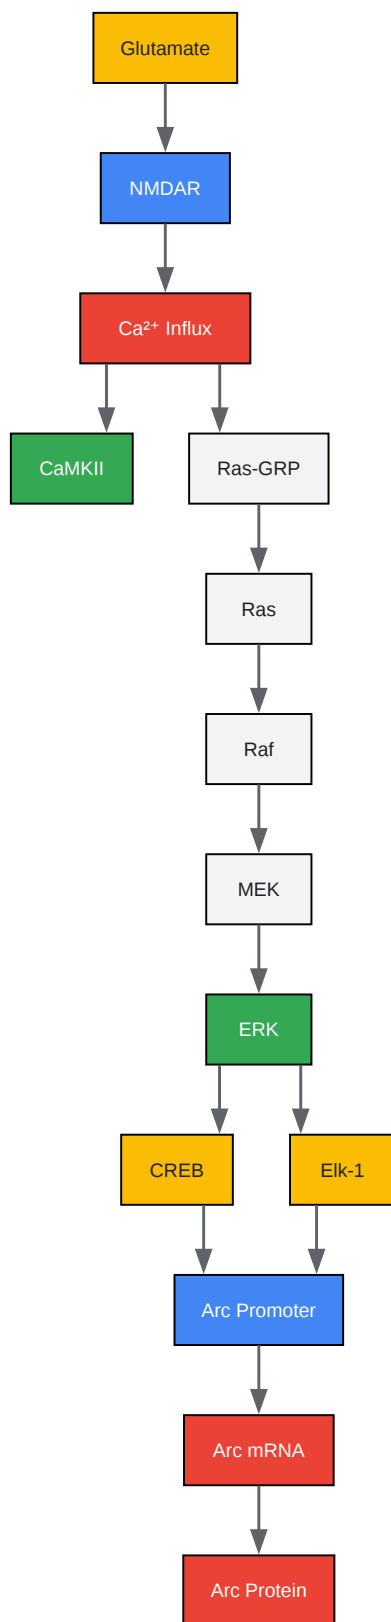 Glutamate
NMDAR
Ca²⁺ Influx
CaMKII
Ras-GRP
Ras
Raf
MEK
ERK
CREB
Elk-1
Arc Promoter
Arc mRNA
Arc Protein